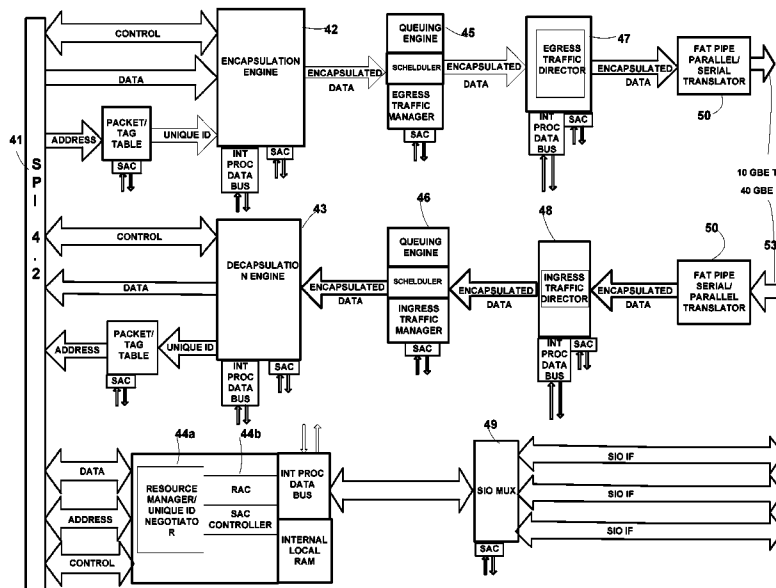 42
45
47
QUEUING
ENGINE
ENCAPSULATION
ENGINE
CONTROL
SCHELDULER
EGRESS
TRAFFIC
DIRECTOR
FAT PIPE
PARALLEL/
SERIAL
TRANSLATOR
DATA
ENCAPSULATED
DATA
ENCAPSULATED
DATA
ENCAPSULATED
DATA
EGRESS
TRAFFIC
MANAGER
50
41
ADDRESS
PACKET/
TAG
TABLE
UNIQUE ID
SAC
SAC
SAC
SAC
INT
PROC
DATA
BUS
INT
PROC
DATA
BUS
10 GBE T
40 GBE
SPI 4.2
43
46
48
50
53
CONTROL
DECAPSULATIO
N ENGINE
QUEUING
ENGINE
SCHELDULER
INGRESS
TRAFFIC
MANAGER
INGRESS
TRAFFIC
DIRECTOR
FAT PIPE
SERIAL/
PARALLEL
TRANSLATOR
DATA
ENCAPSULATED
DATA
ENCAPSULATED
DATA
ENCAPSULATED
DATA
ADDRESS
PACKET/
TAG
TABLE
UNIQUE ID
SAC
SAC
SAC
SAC
INT
PROC
DATA
BUS
INT
PROC
DATA
BUS
44a
44b
49
DATA
ADDRESS
CONTROL
RESOURCE
MANAGER/
UNIQUE ID
NEGOTIATO
R
RAC
SAC
CONTROLLER
INT PROC
DATA
BUS
INTERNAL
LOCAL
RAM
SIO MUX
SAC
SIO IF
SIO IF
SIO IF